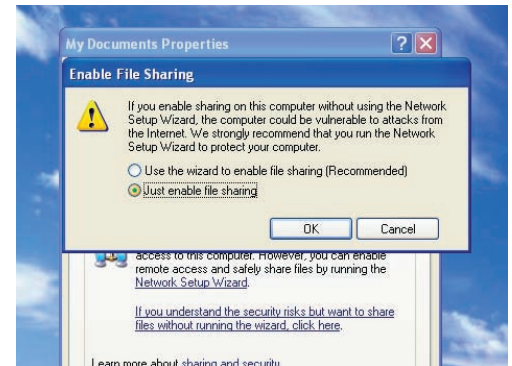 My Documents Properties
Enable File Sharing
If you enable sharing on this computer without using the Network
Setup Wizard, the computer could be vulnerable to attacks from
the Internet. We strongly recommend that you run the Network
Setup Wizard to protect your computer.
Use the wizard to enable file sharing (Recommended)
Just enable file sharing
OK Cancel
access to this computer. However, you can enable
remote access and safely share files by running the
Network Setup Wizard.
If you understand the security risks but want to share
files without running the wizard, click here.
Learn more about sharing and security.